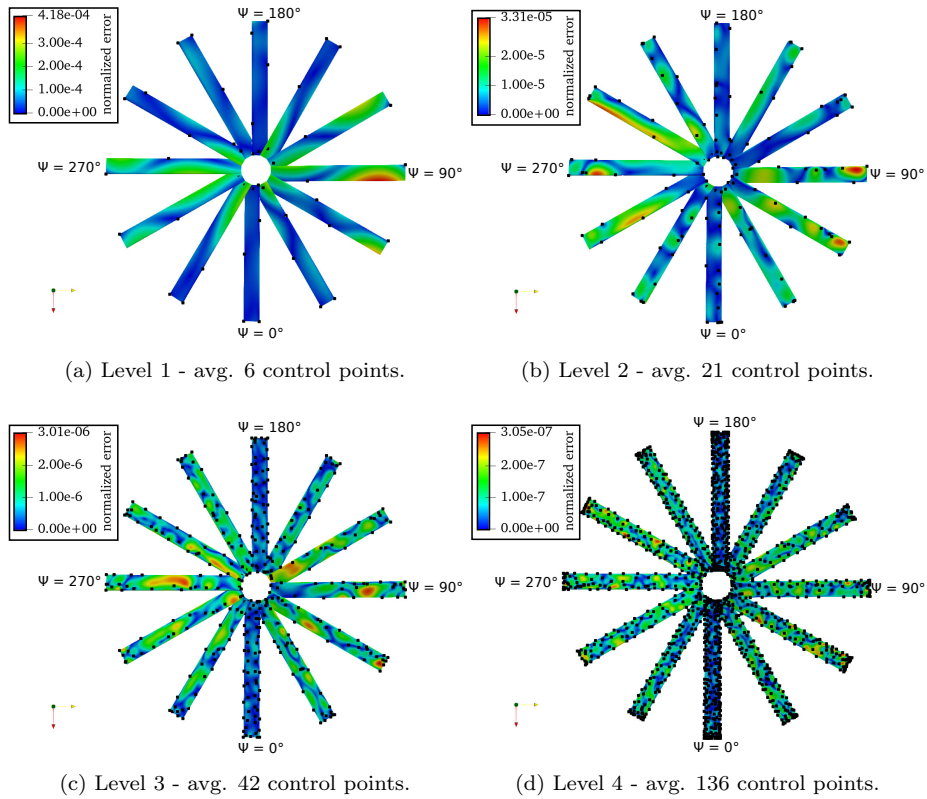 4.18e-04
3.00e-4
2.00e-4
1.00e-4
0.00e+00
normalized error
Ψ = 180°
Ψ = 270°
Ψ = 90°
Ψ = 0°
(a) Level 1 - avg. 6 control points.
3.31e-05
2.00e-5
1.00e-5
0.00e+00
normalized error
Ψ = 180°
Ψ = 270°
Ψ = 90°
Ψ = 0°
(b) Level 2 - avg. 21 control points.
3.01e-06
2.00e-6
1.00e-6
0.00e+00
normalized error
Ψ = 180°
Ψ = 270°
Ψ = 90°
Ψ = 0°
(c) Level 3 - avg. 42 control points.
3.05e-07
2.00e-7
1.00e-7
0.00e+00
normalized error
Ψ = 180°
Ψ = 270°
Ψ = 90°
Ψ = 0°
(d) Level 4 - avg. 136 control points.